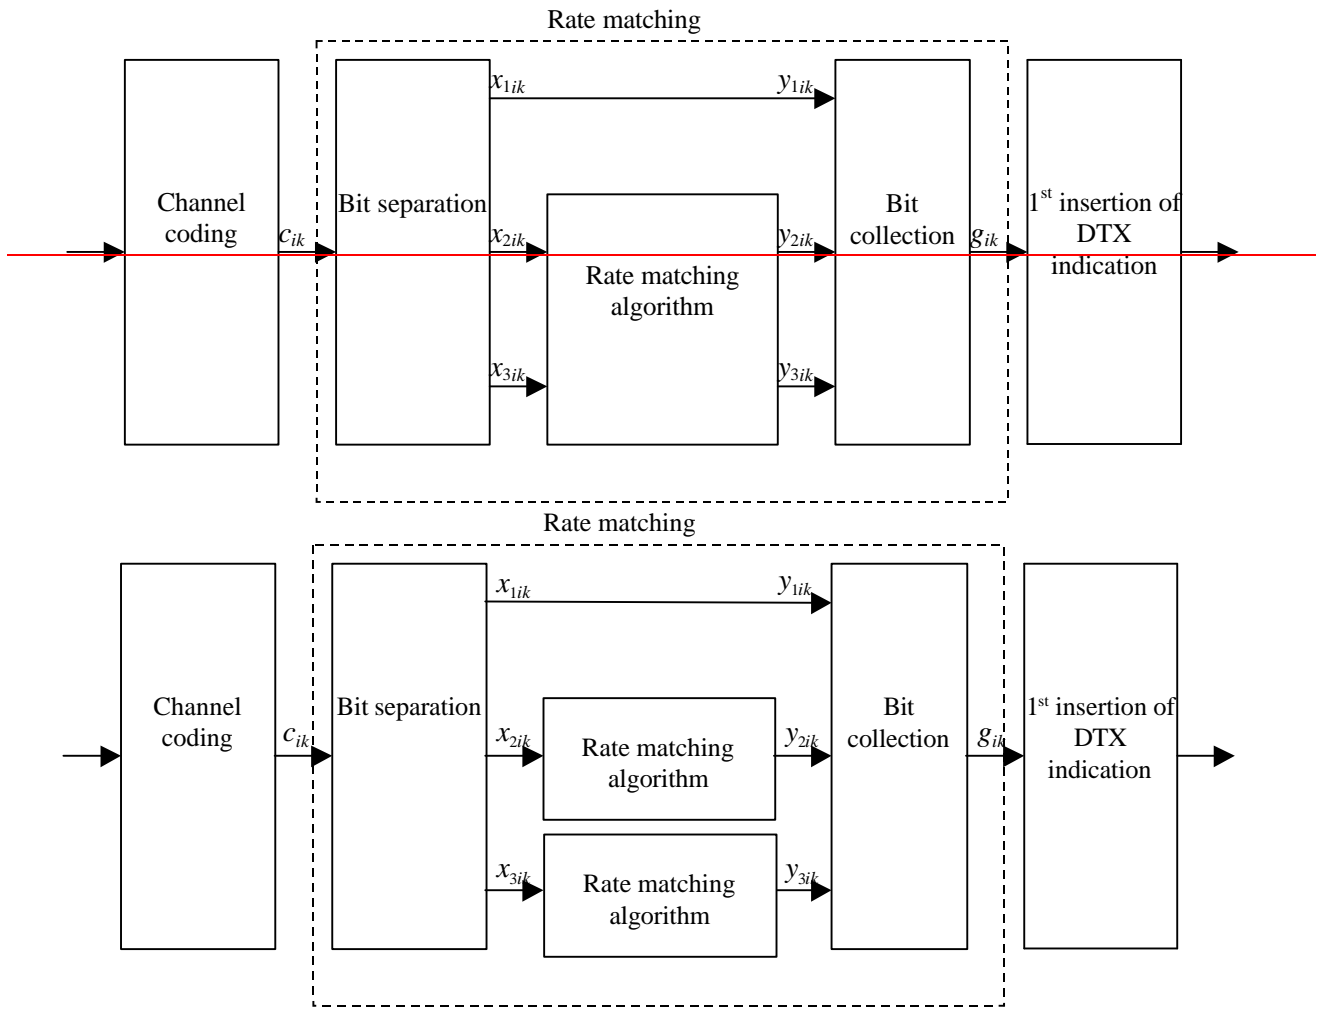 Rate matching
x1ik
y1ik
Channel
coding
cik
Bit separation
x2ik
y2ik
Rate matching
algorithm
x3ik
y3ik
Bit
collection
gik
1st insertion of
DTX
indication
Rate matching
x1ik
y1ik
Channel
coding
cik
Bit separation
x2ik
Rate matching
algorithm
y2ik
x3ik
Rate matching
algorithm
y3ik
Bit
collection
gik
1st insertion of
DTX
indication